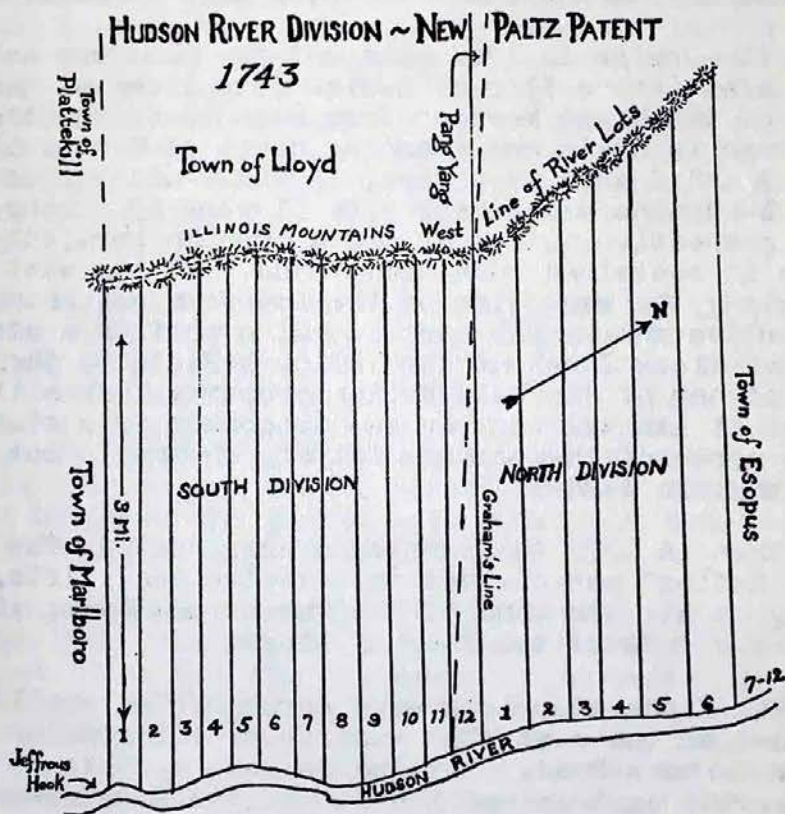 HUDSON RIVER DIVISION ~ NEW PALTZ PATENT
1743
Town of Plattekill
Town of Lloyd
Pang Yang
Line of River Lots
ILLINOIS MOUNTAINS
West
N
SOUTH DIVISION
NORTH DIVISION
Town of Esopus
Town of Marlboro
3 Mi.
Graham's Line
1 2 3 4 5 6 7 8 9 10 11 12 1 2 3 4 5 6 7-12
Jeffrous Hook
HUDSON RIVER